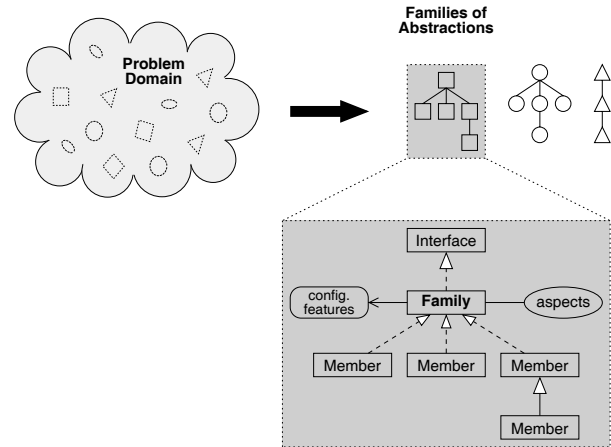 Families of
Abstractions
Problem
Domain
Interface
config.
features
Family
aspects
Member
Member
Member
Member